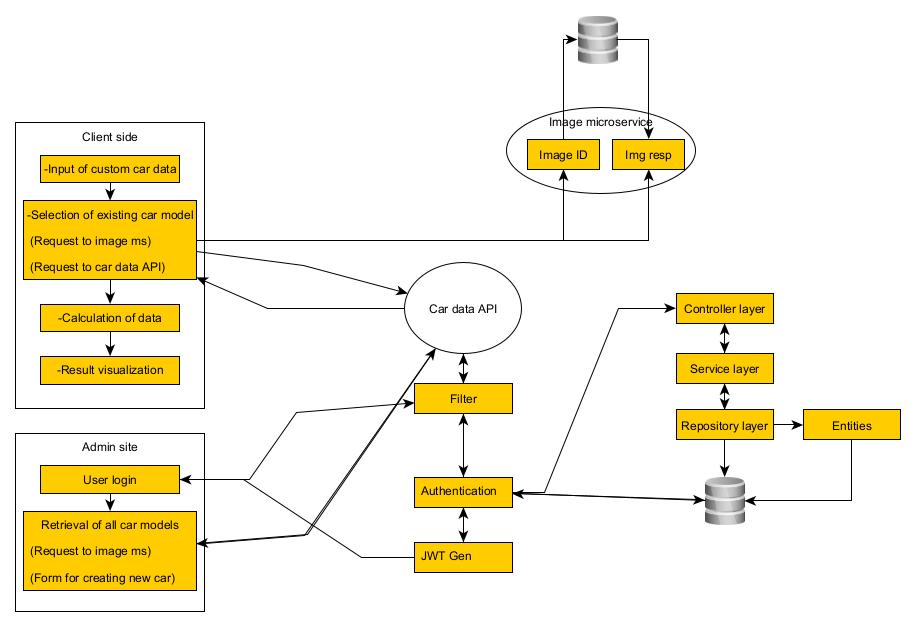 Image microservice
Image ID
Img resp
Client side
-Input of custom car data
-Selection of existing car model
(Request to image ms)
(Request to car data API)
-Calculation of data
-Result visualization
Car data API
Filter
Authentication
JWT Gen
Controller layer
Service layer
Repository layer
Entities
Admin site
User login
Retrieval of all car models
(Request to image ms)
(Form for creating new car)